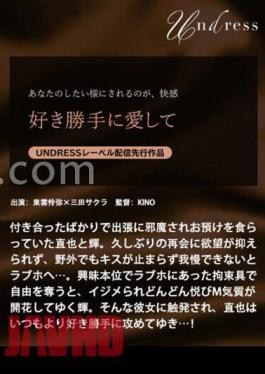 Undress
あなたのしたい様にされるのが、快感
好き勝手に愛して
UNDRESSレーベル配信先行作品
.com
出演：東雲怜弥×三田サクラ 監督：KINO
付き合ったばかりで出張に邪魔されお預けを食ら
っていた直也と輝。久しぶりの再会に欲望が抑え
られず、野外でもキスが止まらず我慢できないと
ラブホへ…。興味本位でラブホにあった拘束具で
自由を奪うと、イジメられどんどん悦びM気質が
開花してゆく輝。そんな彼女に触発され、直也は
いつもより好き勝手に攻めてゆき…!
JAVHD